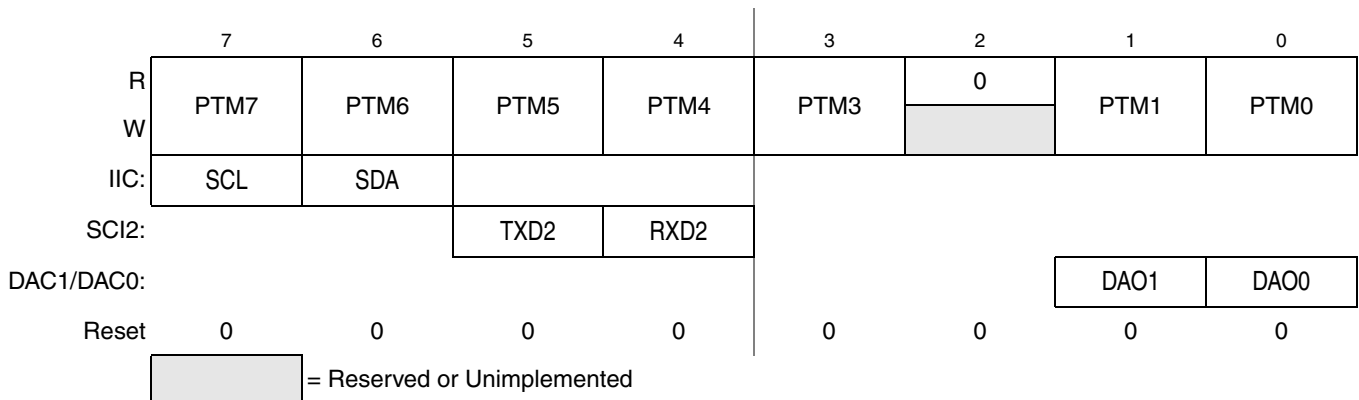 7 6 5 4 3 2 1 0
R
W
PTM7 PTM6 PTM5 PTM4 PTM3 0 PTM1 PTM0
IIC: SCL SDA
SCI2: TXD2 RXD2
DAC1/DAC0: DAO1 DAO0
Reset 0 0 0 0 0 0 0 0
= Reserved or Unimplemented